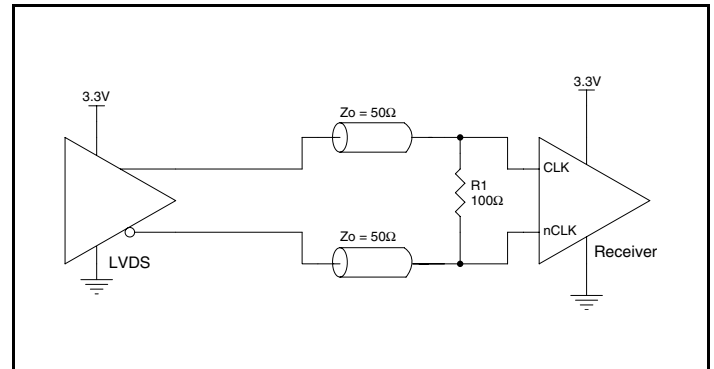 3.3V
3.3V
Zo = 50Ω
CLK
R1
100Ω
Zo = 50Ω
nCLK
Receiver
LVDS